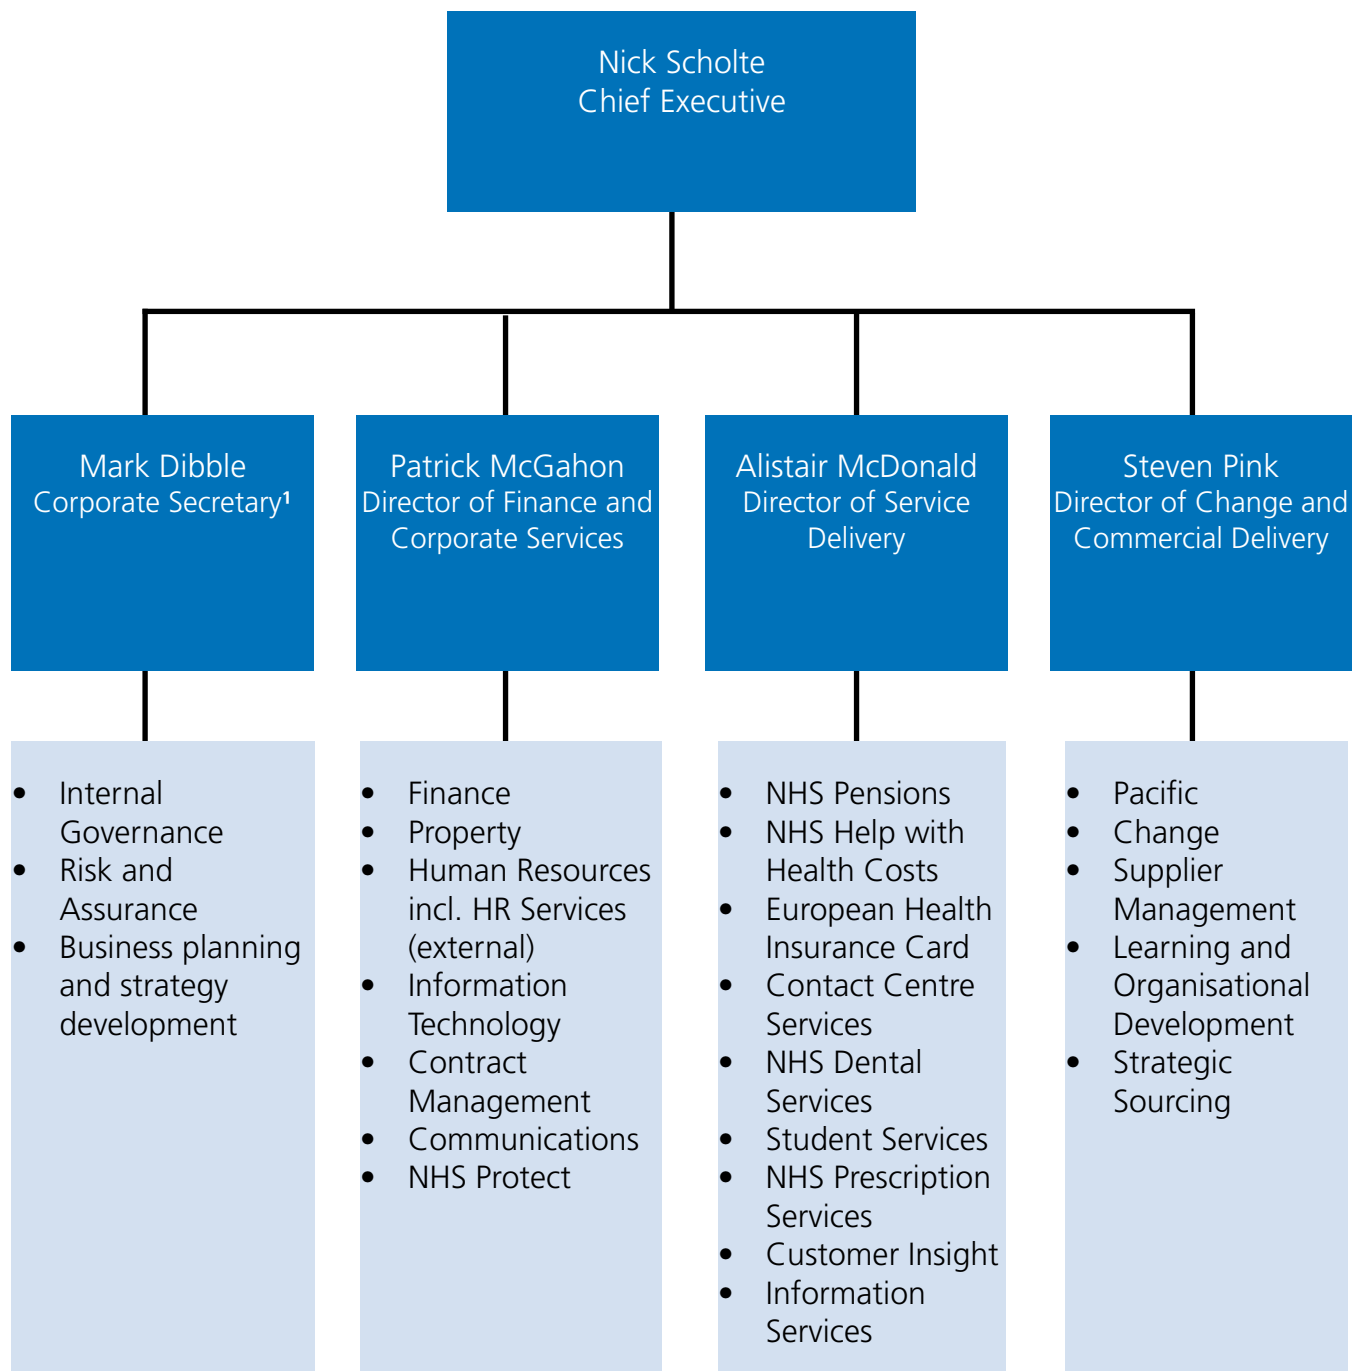 Nick Scholte
Chief Executive
Mark Dibble
Corporate Secretary¹
Patrick McGahon
Director of Finance and
Corporate Services
Alistair McDonald
Director of Service
Delivery
Steven Pink
Director of Change and
Commercial Delivery
• Internal
Governance
• Risk and
Assurance
• Business planning
and strategy
development
• Finance
• Property
• Human Resources
incl. HR Services
(external)
• Information
Technology
• Contract
Management
• Communications
• NHS Protect
• NHS Pensions
• NHS Help with
Health Costs
• European Health
Insurance Card
• Contact Centre
Services
• NHS Dental
Services
• Student Services
• NHS Prescription
Services
• Customer Insight
• Information
Services
• Pacific
• Change
• Supplier
Management
• Learning and
Organisational
Development
• Strategic
Sourcing